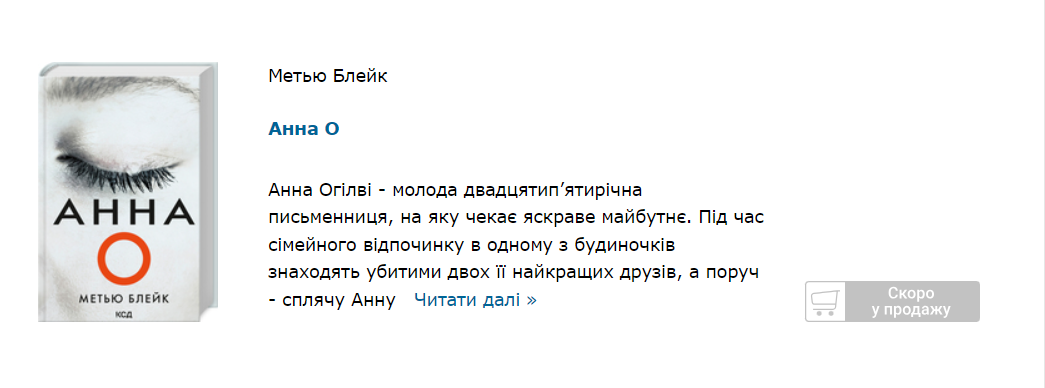 АННА
О
МЕТЬЮ БЛЕЙК
КСД
Метью Блейк
Анна О
Анна Огілві - молода двадцятип’ятирічна
письменниця, на яку чекає яскраве майбутнє. Під час
сімейного відпочинку в одному з будиночків
знаходять убитими двох її найкращих друзів, а поруч
- сплячу Анну Читати далі »
Скоро
у продажу